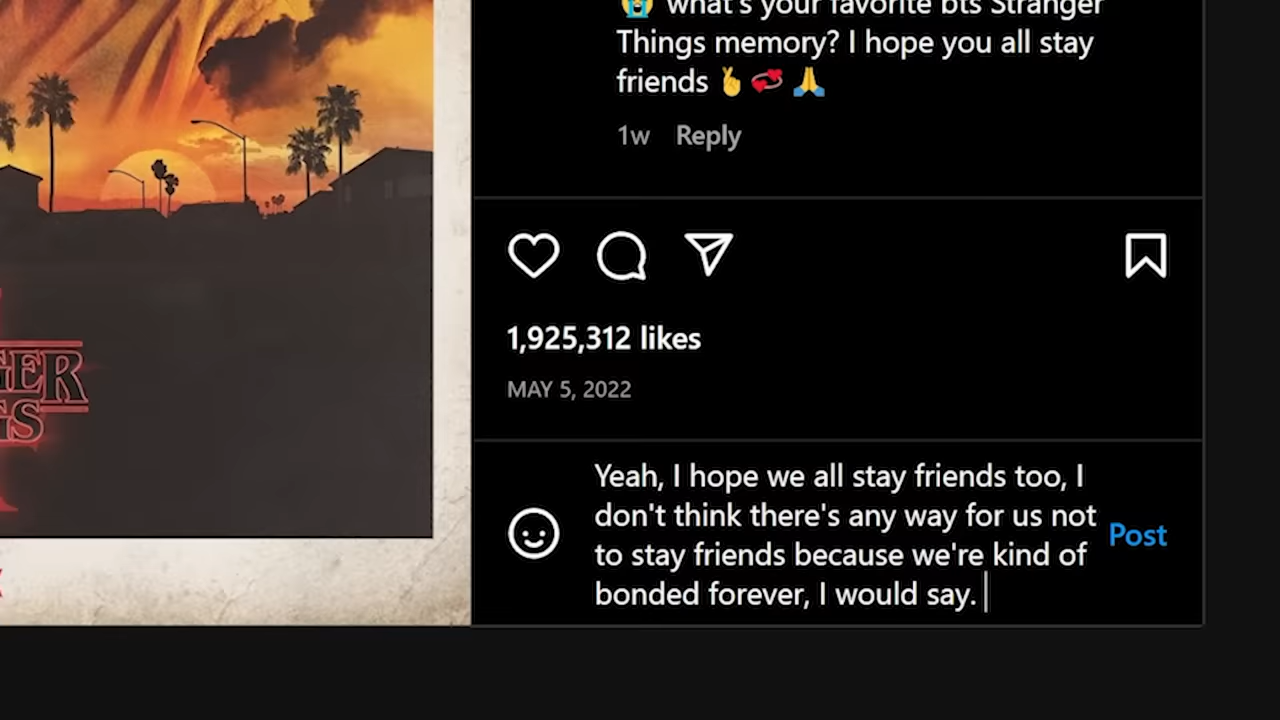 what's your favorite bts Stranger
Things memory? I hope you all stay
friends
1w Reply
1,925,312 likes
MAY 5, 2022
GER
GS
Yeah, I hope we all stay friends too, I
don't think there's any way for us not
to stay friends because we're kind of
bonded forever, I would say.
Post